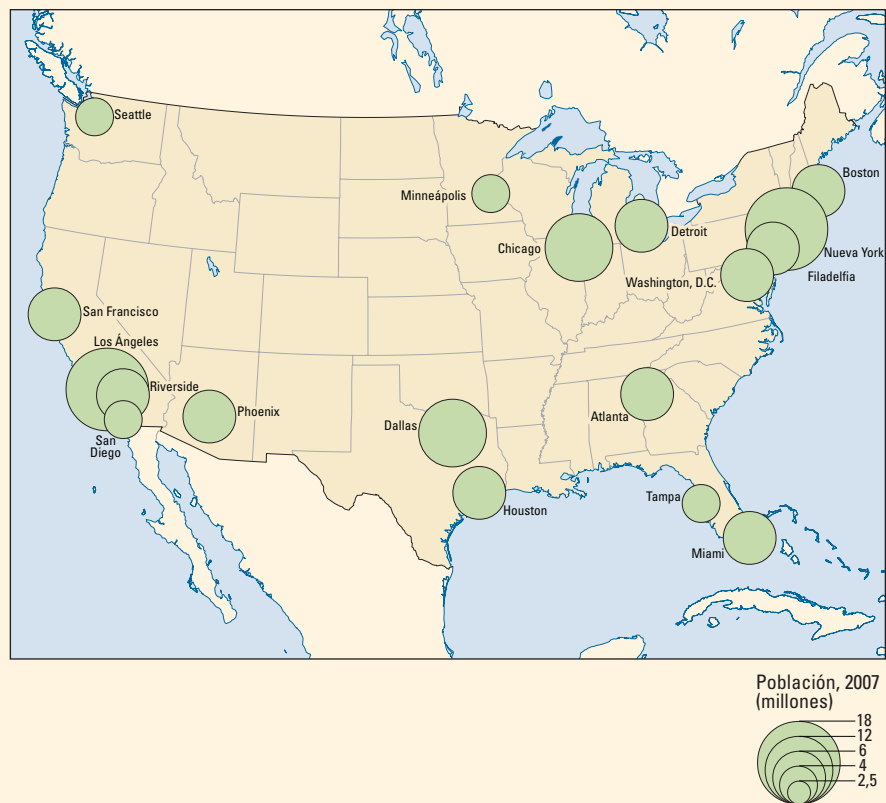 Seattle
Minneápolis
Boston
Detroit
Chicago
Nueva York
Washington, D.C.
Filadelfia
San Francisco
Los Ángeles
Riverside
Phoenix
San
Diego
Dallas
Atlanta
Houston
Tampa
Miami
Población, 2007
(millones)
18
12
6
4
2,5